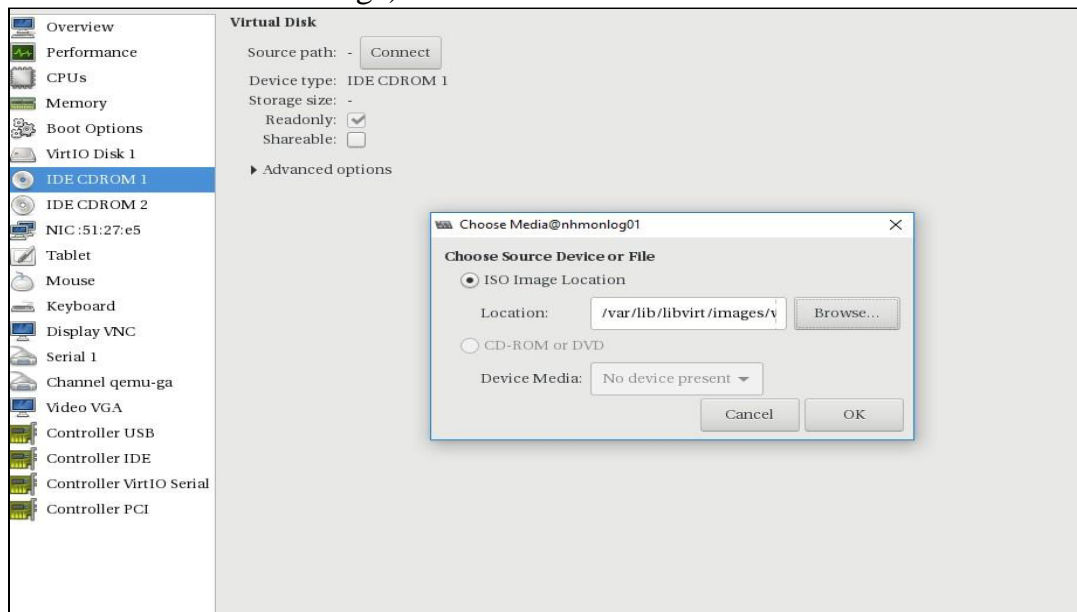 Overview
Performance
CPUs
Memory
Boot Options
VirtIO Disk 1
IDE CDROM 1
IDE CDROM 2
NIC :51:27:e5
Tablet
Mouse
Keyboard
Display VNC
Serial 1
Channel qemu-ga
Video VGA
Controller USB
Controller IDE
Controller VirtIO Serial
Controller PCI
Virtual Disk
Source path: - Connect
Device type: IDE CDROM 1
Storage size: -
Readonly:
Shareable:
Advanced options
Choose Media@nhmonlog01
Choose Source Device or File
ISO Image Location
Location: /var/lib/libvirt/images/v Browse...
CD-ROM or DVD
Device Media: No device present
Cancel OK